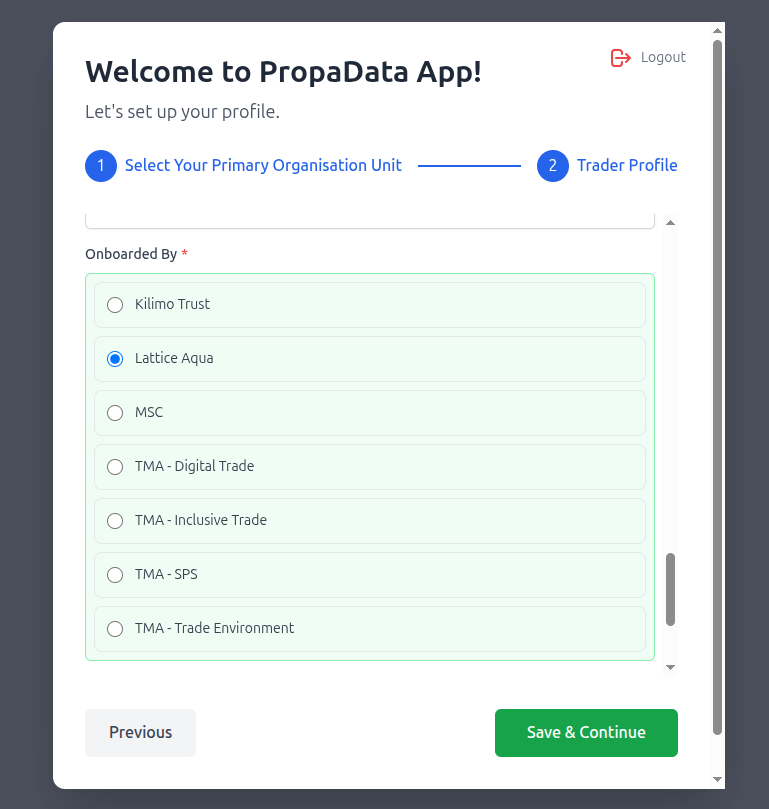 Logout
Welcome to PropaData App!
Let's set up your profile.
1 Select Your Primary Organisation Unit 2 Trader Profile
Onboarded By *
Kilimo Trust
Lattice Aqua
MSC
TMA - Digital Trade
TMA - Inclusive Trade
TMA - SPS
TMA - Trade Environment
Previous Save & Continue